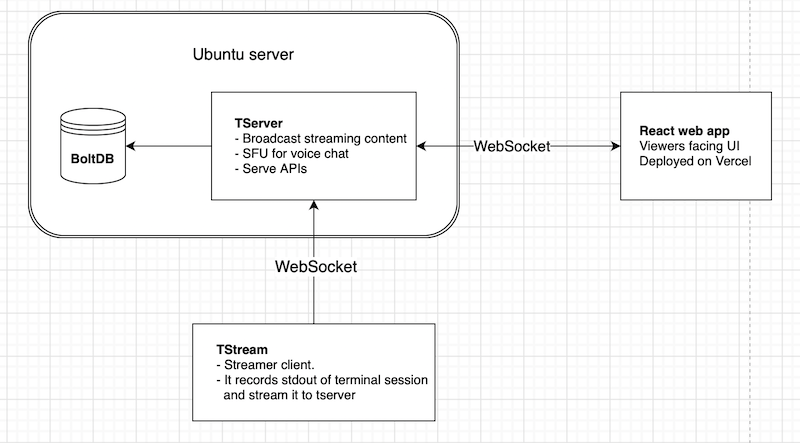 Ubuntu server
BoltDB
TServer
- Broadcast streaming content
- SFU for voice chat
- Serve APIs
WebSocket
React web app
Viewers facing UI
Deployed on Vercel
WebSocket
TStream
- Streamer client.
- It records stdout of terminal session
and stream it to tserver